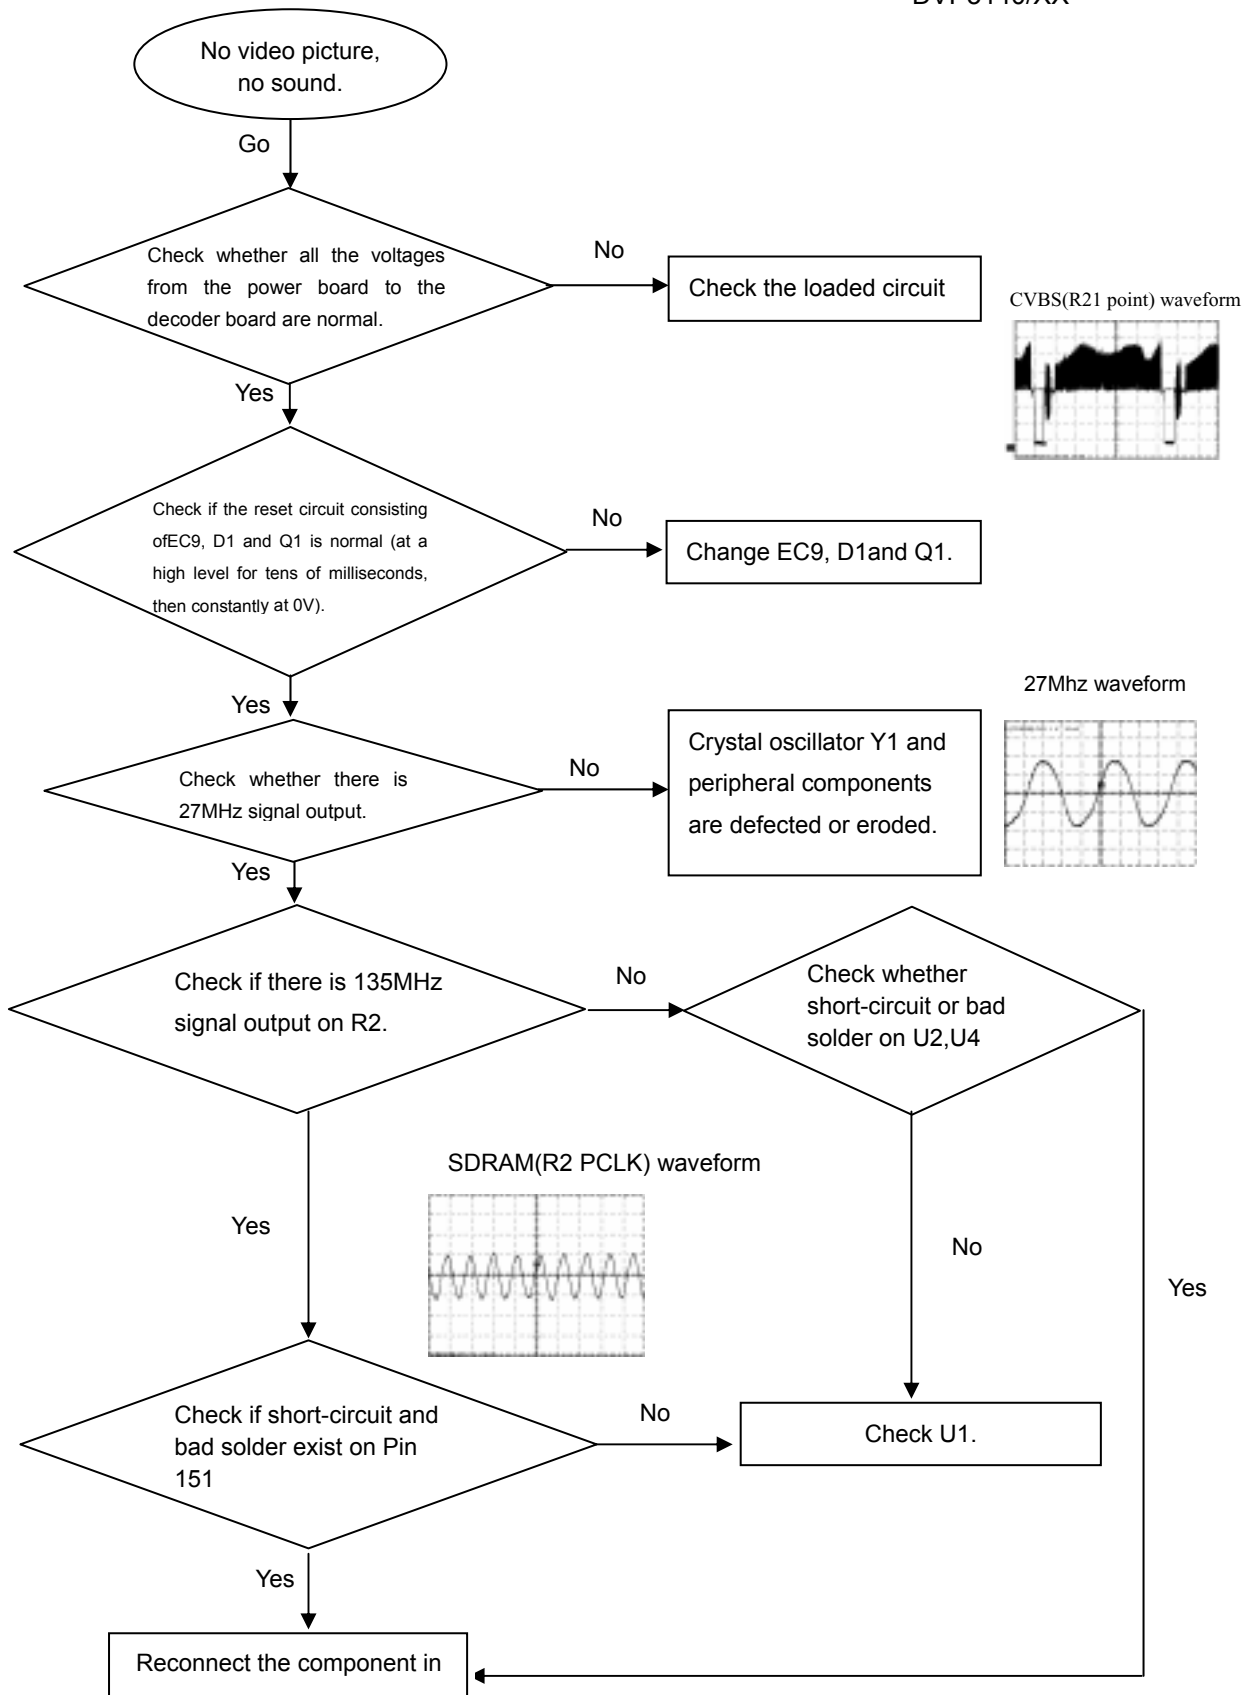 No video picture,
no sound.
Go
Check whether all the voltages
from the power board to the
decoder board are normal.
No
Check the loaded circuit
CVBS(R21 point) waveform
Yes
Check if the reset circuit consisting
ofEC9, D1 and Q1 is normal (at a
high level for tens of milliseconds,
then constantly at 0V).
No
Change EC9, D1and Q1.
Yes
27Mhz waveform
Check whether there is
27MHz signal output.
No
Crystal oscillator Y1 and
peripheral components
are defected or eroded.
Yes
Check if there is 135MHz
signal output on R2.
No
Check whether
short-circuit or bad
solder on U2,U4
SDRAM(R2 PCLK) waveform
Yes
No
Yes
Check if short-circuit and
bad solder exist on Pin
151
No
Check U1.
Yes
Reconnect the component in